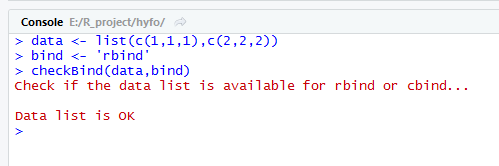 Console E:/R_project/hyfo/
> data <- list(c(1,1,1),c(2,2,2))
> bind <- 'rbind'
> checkBind(data,bind)
Check if the data list is available for rbind or cbind...
Data list is OK
>